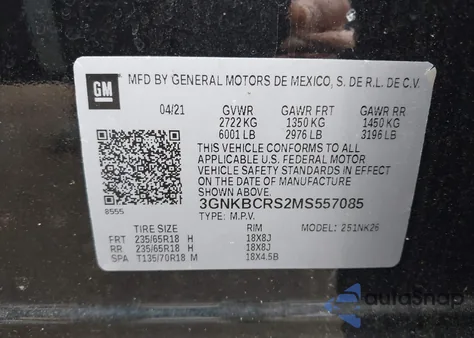 GM
MFD BY GENERAL MOTORS DE MEXICO, S. DE R.L. DE C.V.
04/21 GVWR GAWR FRT GAWR RR
2722 KG 1350 KG 1450 KG
6001 LB 2976 LB 3196 LB
THIS VEHICLE CONFORMS TO ALL
APPLICABLE U.S. FEDERAL MOTOR
VEHICLE SAFETY STANDARDS IN EFFECT
ON THE DATE OF MANUFACTURE
SHOWN ABOVE.
3GNKBCRS2MS557085
8555 TYPE: M.P.V. MODEL: 251NK26
TIRE SIZE RIM
FRT 235/65R18 H 18X8J
RR 235/65R18 H 18X8J
SPA T135/70R18 M 18X4.5B
autoSnap